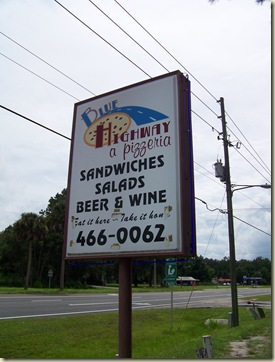 Blue
Highway
a pizzeria
SANDWICHES
SALADS
BEER & WINE
Eat it here Take it home
466-0062